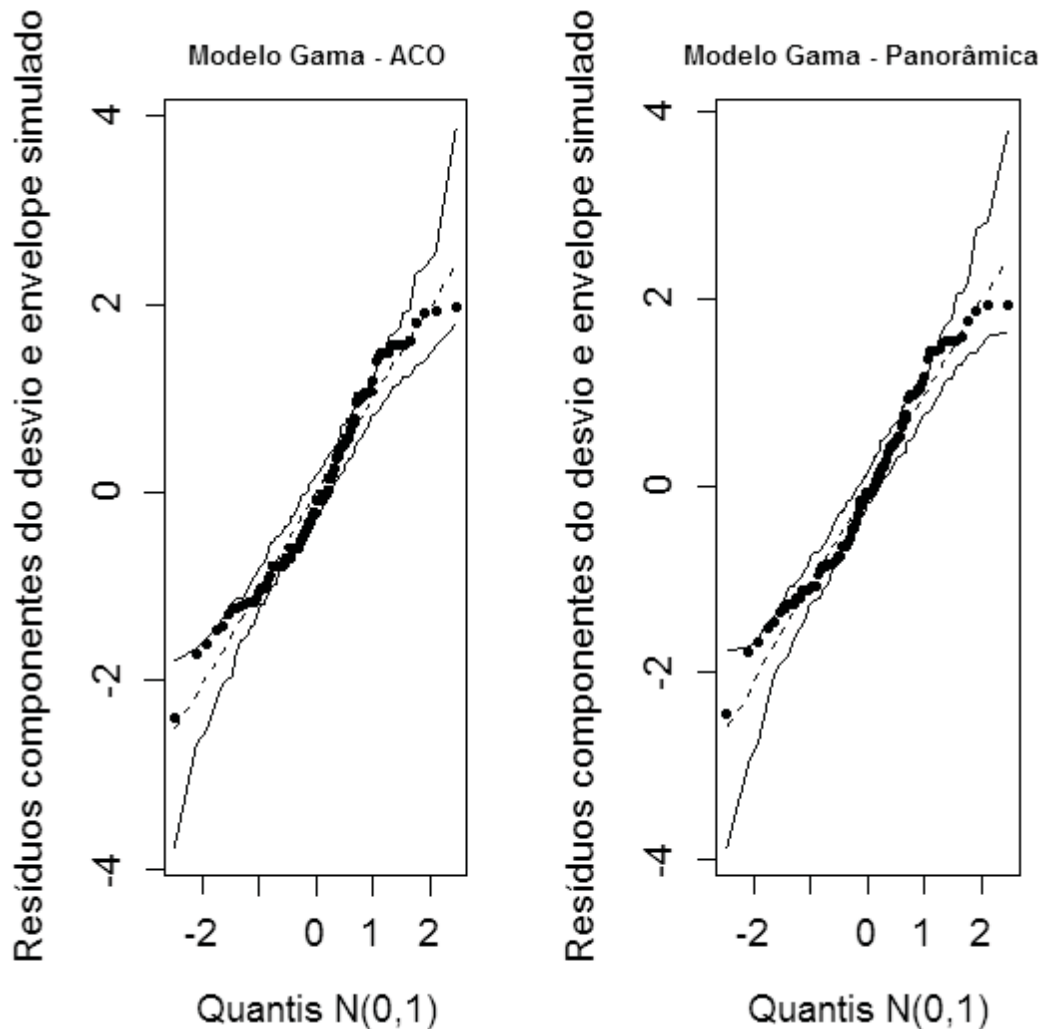 Modelo Gama - ACO
Resíduos componentes do desvio e envelope simulado
4
2
0
-2
-4
-2 0 1 2
Quantis N(0,1)
Modelo Gama - Panorâmica
Resíduos componentes do desvio e envelope simulado
4
2
0
-2
-4
-2 0 1 2
Quantis N(0,1)